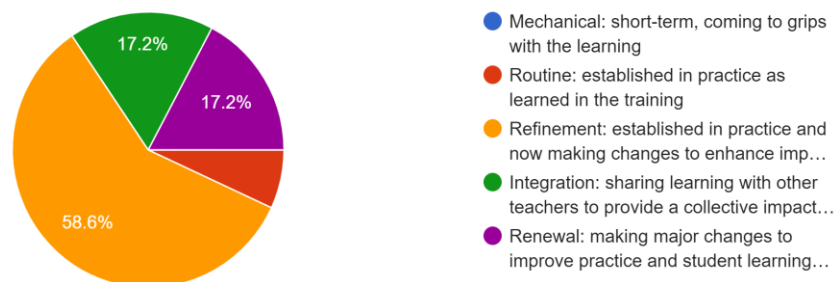 17.2%
17.2%
58.6%
Mechanical: short-term, coming to grips
with the learning
Routine: established in practice as
learned in the training
Refinement: established in practice and
now making changes to enhance imp…
Integration: sharing learning with other
teachers to provide a collective impact…
Renewal: making major changes to
improve practice and student learning…